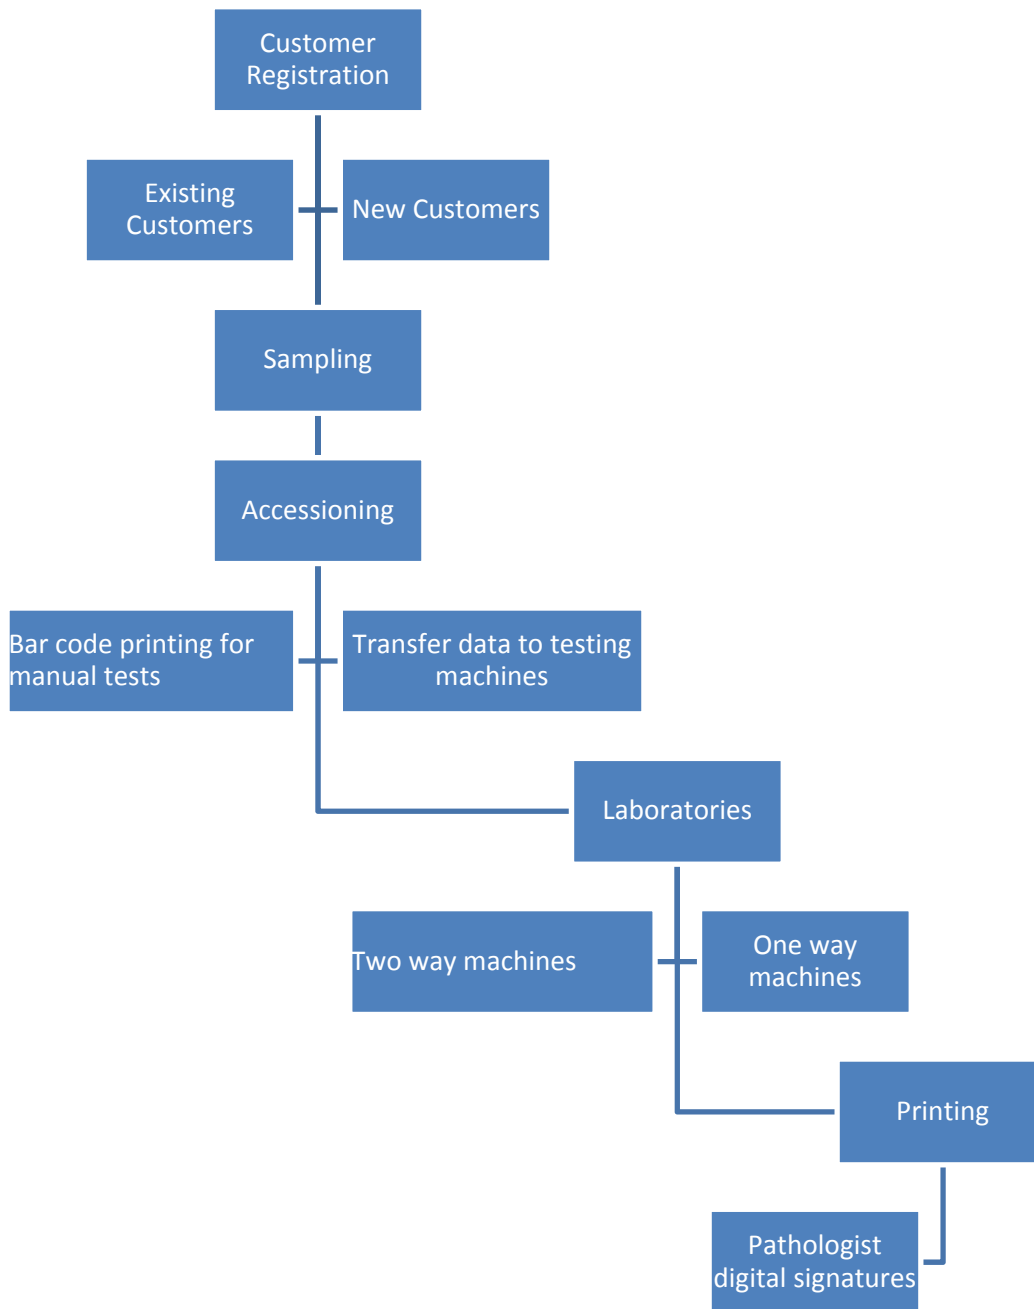 Customer
Registration
Existing
Customers
New Customers
Sampling
Accessioning
Bar code printing for
manual tests
Transfer data to testing
machines
Laboratories
Two way machines
One way
machines
Printing
Pathologist
digital signatures